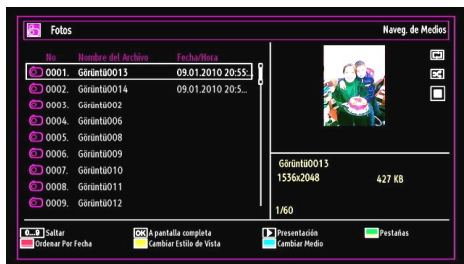 Fotos
Naveg. de Medios
No Nombre del Archivo Fecha/Hora
0001. Görüntü0013 09.01.2010 20:55:..
0002. Görüntü0014 09.01.2010 20:5...
0003. Görüntü002
0004. Görüntü006
0005. Görüntü008
0006. Görüntü009
0007. Görüntü010
0008. Görüntü011
0009. Görüntü012
Görüntü0013
1536x2048 427 KB
1/60
0...9 Saltar OK A pantalla completa Presentación Pestañas
Ordenar Por Fecha Cambiar Estilo de Vista Cambiar Medio